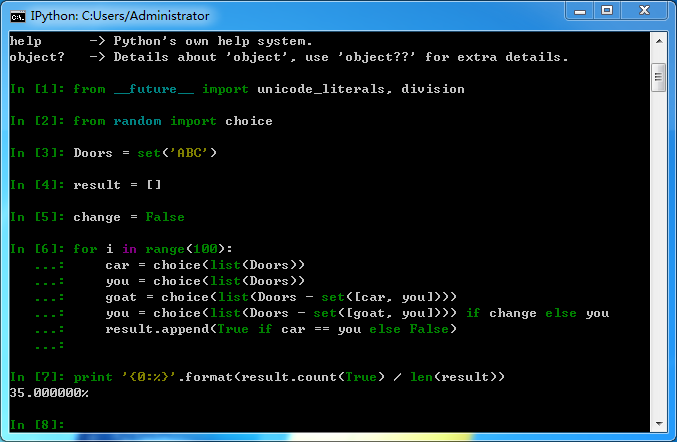 IPython: C:Users/Administrator
help      -> Python's own help system.
object?   -> Details about 'object', use 'object??' for extra details.
In [1]: from __future__ import unicode_literals, division
In [2]: from random import choice
In [3]: Doors = set('ABC')
In [4]: result = []
In [5]: change = False
In [6]: for i in range(100):
   ...:     car = choice(list(Doors))
   ...:     you = choice(list(Doors))
   ...:     goat = choice(list(Doors - set([car, you])))
   ...:     you = choice(list(Doors - set([goat, you]))) if change else you
   ...:     result.append(True if car == you else False)
   ...:
In [7]: print '{0:%}'.format(result.count(True) / len(result))
35.000000%
In [8]: